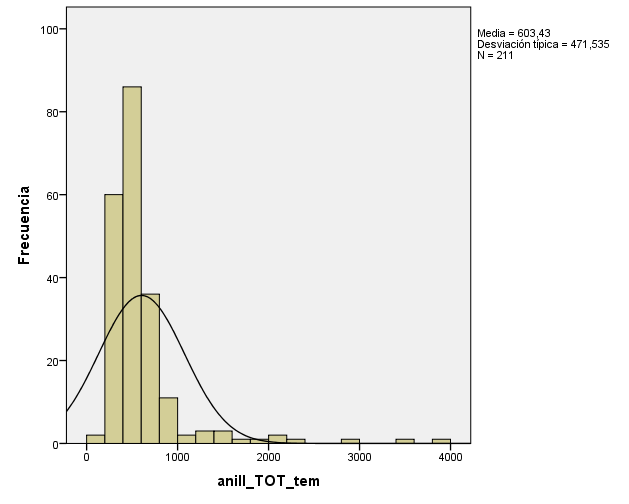 Media = 603,43
Desviación típica = 471,535
N = 211
100
80
60
40
20
0
Frecuencia
0 1000 2000 3000 4000
anill_TOT_tem